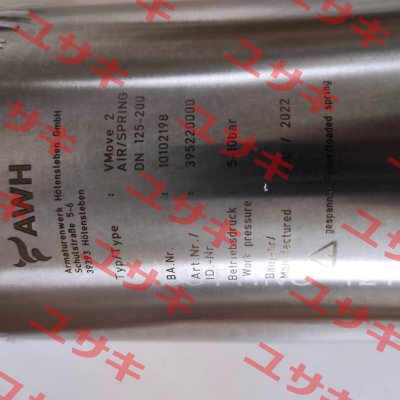 AWH
Armaturenwerk Hötensleben GmbH
Schulstraße 5-6
39393 Hötensleben
Typ/Type : VMove 2
AIR/SPRING
DN 125-200
BA.Nr. : 10102198
Art.Nr./ : 395220000
ID.-Nr.
Betriebsdruck : 5-10bar
Work pressure
/ 2022
Manufactured
gespannte
loaded spring
ユサキ
ユサキ
ユサキ
ユサキ
ユサキ
ユサキ
ユサキ
ユサキ